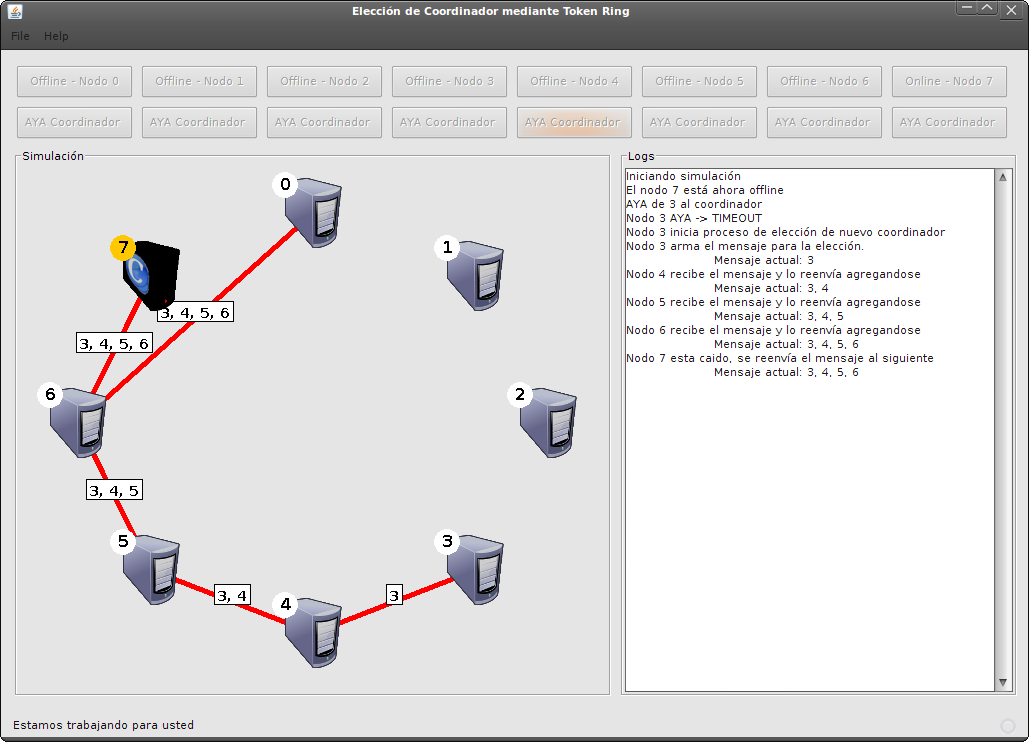 Elección de Coordinador mediante Token Ring
File Help
Offline - Nodo 0 Offline - Nodo 1 Offline - Nodo 2 Offline - Nodo 3 Offline - Nodo 4 Offline - Nodo 5 Offline - Nodo 6 Online - Nodo 7
AYA Coordinador AYA Coordinador AYA Coordinador AYA Coordinador AYA Coordinador AYA Coordinador AYA Coordinador AYA Coordinador
Simulación
0
1
7
C
3, 4, 5, 6
3, 4, 5, 6
6
2
3, 4, 5
5
3
3, 4
3
4
Logs
Iniciando simulación
El nodo 7 está ahora offline
AYA de 3 al coordinador
Nodo 3 AYA -> TIMEOUT
Nodo 3 inicia proceso de elección de nuevo coordinador
Nodo 3 arma el mensaje para la elección.
Mensaje actual: 3
Nodo 4 recibe el mensaje y lo reenvía agregandose
Mensaje actual: 3, 4
Nodo 5 recibe el mensaje y lo reenvía agregandose
Mensaje actual: 3, 4, 5
Nodo 6 recibe el mensaje y lo reenvía agregandose
Mensaje actual: 3, 4, 5, 6
Nodo 7 esta caido, se reenvía el mensaje al siguiente
Mensaje actual: 3, 4, 5, 6
Estamos trabajando para usted